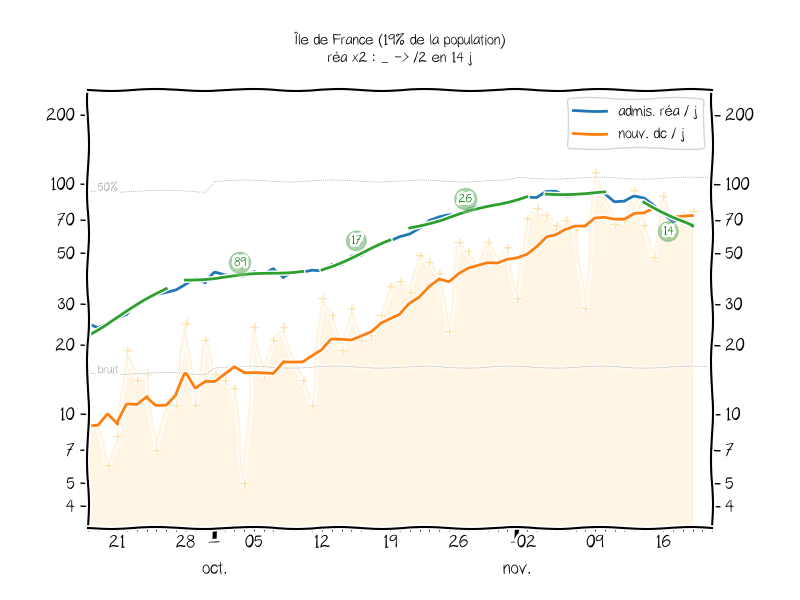 Île de France (19% de la population)
réa x2 : _ -> /2 en 14 j
admis. réa / j
nouv. dc / j
200 200
100 100
50%
26
70 70
17
14
50 50
89
30 30
20 20
bruit
10 10
7 7
5 5
4 4
21 28 05 12 19 26 02 09 16
oct. nov.